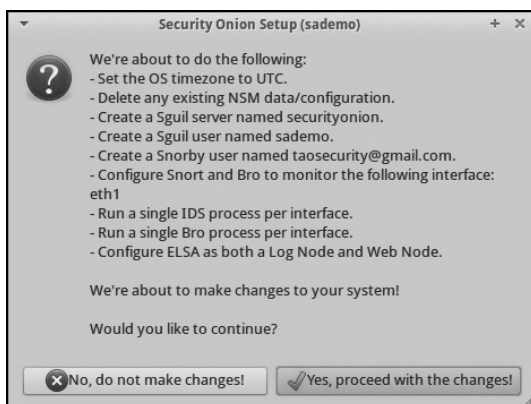 Security Onion Setup (sademo)
We're about to do the following:
- Set the OS timezone to UTC.
- Delete any existing NSM data/configuration.
- Create a Sguil server named securityonion.
- Create a Sguil user named sademo.
- Create a Snorby user named taosecurity@gmail.com.
- Configure Snort and Bro to monitor the following interface:
eth1
- Run a single IDS process per interface.
- Run a single Bro process per interface.
- Configure ELSA as both a Log Node and Web Node.
We're about to make changes to your system!
Would you like to continue?
No, do not make changes!
Yes, proceed with the changes!